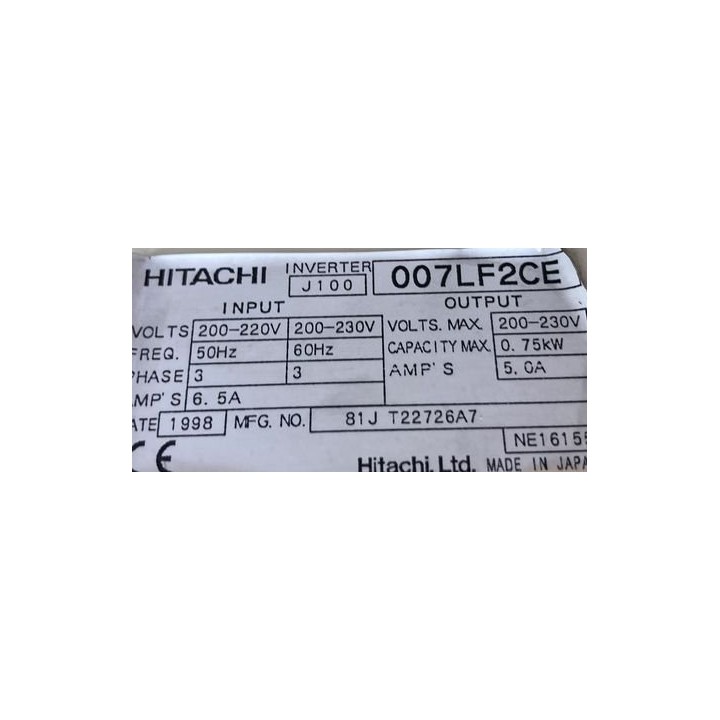 HITACHI INVERTER J100 007LF2CE
INPUT OUTPUT
VOLTS 200-220V 200-230V VOLTS. MAX. 200-230V
FREQ. 50Hz 60Hz CAPACITY MAX. 0.75kW
PHASE 3 3 AMP'S 5.0A
AMP'S 6.5A
ATE 1998 MFG. NO. 81J T22726A7
NE16155
CE Hitachi, Ltd. MADE IN JAPA